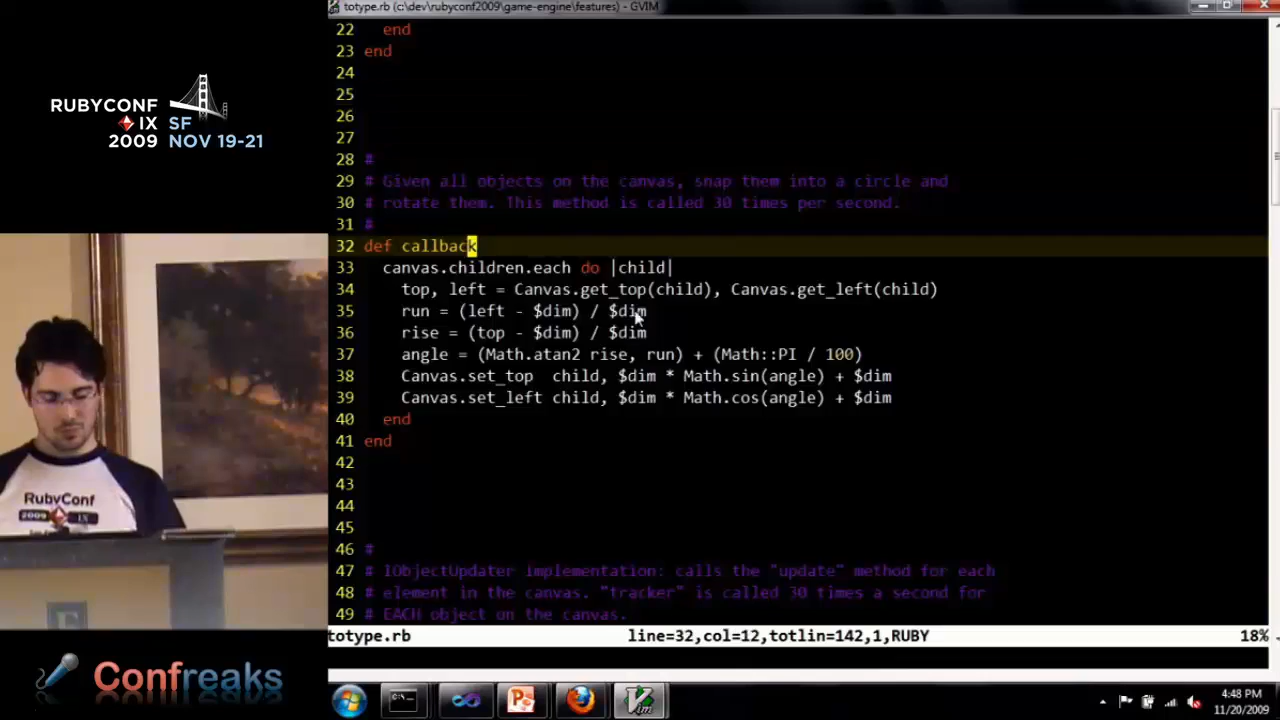 totype.rb (c:\dev\rubyconf2009\game-engine\features) - GVIM
22 end
23 end
24
25
26
27
28 #
29 # Given all objects on the canvas, snap them into a circle and
30 # rotate them. This method is called 30 times per second.
31 #
32 def callback
33 canvas.children.each do |child|
34 top, left = Canvas.get_top(child), Canvas.get_left(child)
35 run = (left - $dim) / $dim
36 rise = (top - $dim) / $dim
37 angle = (Math.atan2 rise, run) + (Math::PI / 100)
38 Canvas.set_top  child, $dim * Math.sin(angle) + $dim
39 Canvas.set_left child, $dim * Math.cos(angle) + $dim
40 end
41 end
42
43
44
45
46 #
47 # IObjectUpdater implementation: calls the "update" method for each
48 # element in the canvas. "tracker" is called 30 times a second for
49 # EACH object on the canvas.
totype.rb line=32,col=12,totlin=142,1,RUBY 18%
4:48 PM
11/20/2009
RUBYCONF
IX SF
2009 NOV 19-21
RubyConf
2009 IX
Confreaks